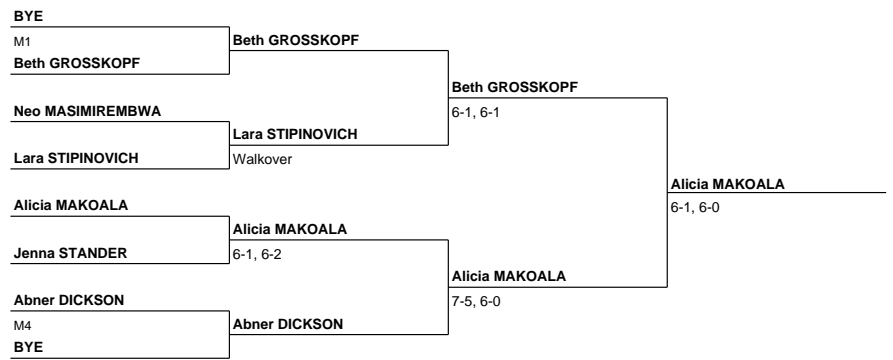 BYE
M1
Beth GROSSKOPF
Beth GROSSKOPF
Neo MASIMIREMBWA
Lara STIPINOVICH
Lara STIPINOVICH
Walkover
Beth GROSSKOPF
6-1, 6-1
Alicia MAKOALA
Jenna STANDER
Alicia MAKOALA
6-1, 6-2
Abner DICKSON
M4
BYE
Abner DICKSON
Alicia MAKOALA
7-5, 6-0
Alicia MAKOALA
6-1, 6-0